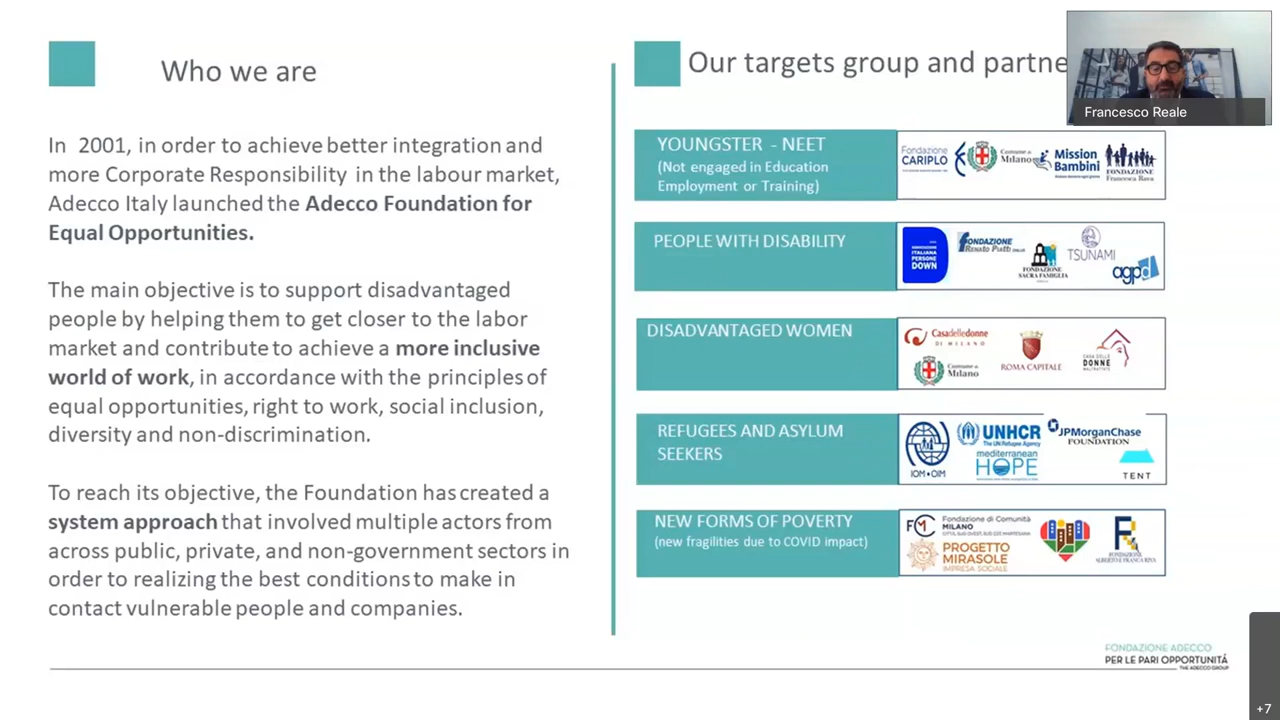 Who we are
In 2001, in order to achieve better integration and
more Corporate Responsibility in the labour market,
Adecco Italy launched the Adecco Foundation for
Equal Opportunities.
The main objective is to support disadvantaged
people by helping them to get closer to the labor
market and contribute to achieve a more inclusive
world of work, in accordance with the principles of
equal opportunities, right to work, social inclusion,
diversity and non-discrimination.
To reach its objective, the Foundation has created a
system approach that involved multiple actors from
across public, private, and non-government sectors in
order to realizing the best conditions to make in
contact vulnerable people and companies.
Our targets group and partne
Francesco Reale
YOUNGSTER - NEET
(Not engaged in Education
Employment or Training)
Fondazione
CARIPLO
Comune di
Milano
Mission
Bambini
FONDAZIONE
Francesca Rava
PEOPLE WITH DISABILITY
ASSOCIAZIONE
ITALIANA
PERSONE
DOWN
FONDAZIONE
RENATO PIATTI
FONDAZIONE
SACRA FAMIGLIA
TSUNAMI
agpd
DISADVANTAGED WOMEN
Casadelledonne
DI MILANO
Comune di
Milano
ROMA CAPITALE
CASA DELLE
DONNE
MALTRATTATE
REFUGEES AND ASYLUM
SEEKERS
IOM•OIM
UNHCR
The UN Refugee Agency
mediterranean
HOPE
JPMorganChase
FOUNDATION
TENT
NEW FORMS OF POVERTY
(new fragilities due to COVID impact)
FCM
Fondazione di Comunità
MILANO
CITTÀ, SUD OVEST, SUD EST, MARTESANA
PROGETTO
MIRASOLE
IMPRESA SOCIALE
FONDAZIONE
ALBERTO E FRANCA RIVA
FONDAZIONE ADECCO
PER LE PARI OPPORTUNITÁ
THE ADECCO GROUP
+7